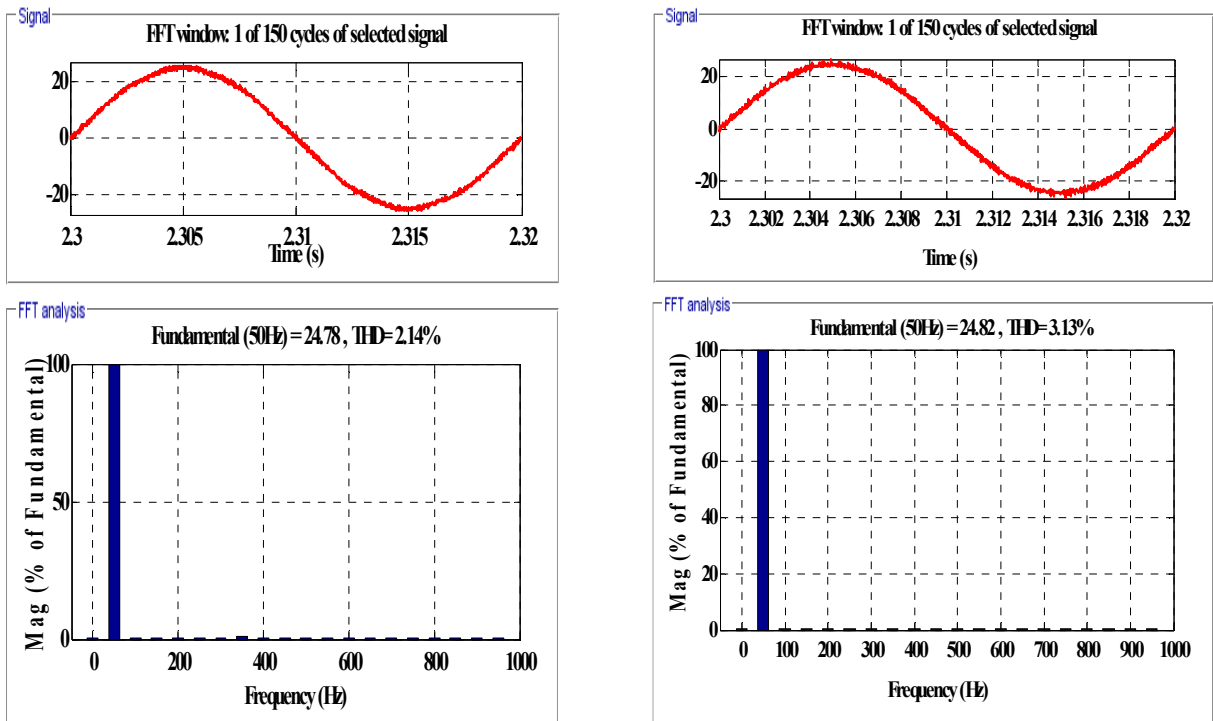 Signal
FFT window: 1 of 150 cycles of selected signal
20
0
-20
2.3 2.305 2.31 2.315 2.32
Time (s)
FFT analysis
Fundamental (50Hz) = 24.78 , THD= 2.14%
Mag (% of Fundamental)
100
50
0
0 200 400 600 800 1000
Frequency (Hz)
Signal
FFT window: 1 of 150 cycles of selected signal
20
0
-20
2.3 2.302 2.304 2.306 2.308 2.31 2.312 2.314 2.316 2.318 2.32
Time (s)
FFT analysis
Fundamental (50Hz) = 24.82 , THD= 3.13%
Mag (% of Fundamental)
100
80
60
40
20
0
0 100 200 300 400 500 600 700 800 900 1000
Frequency (Hz)